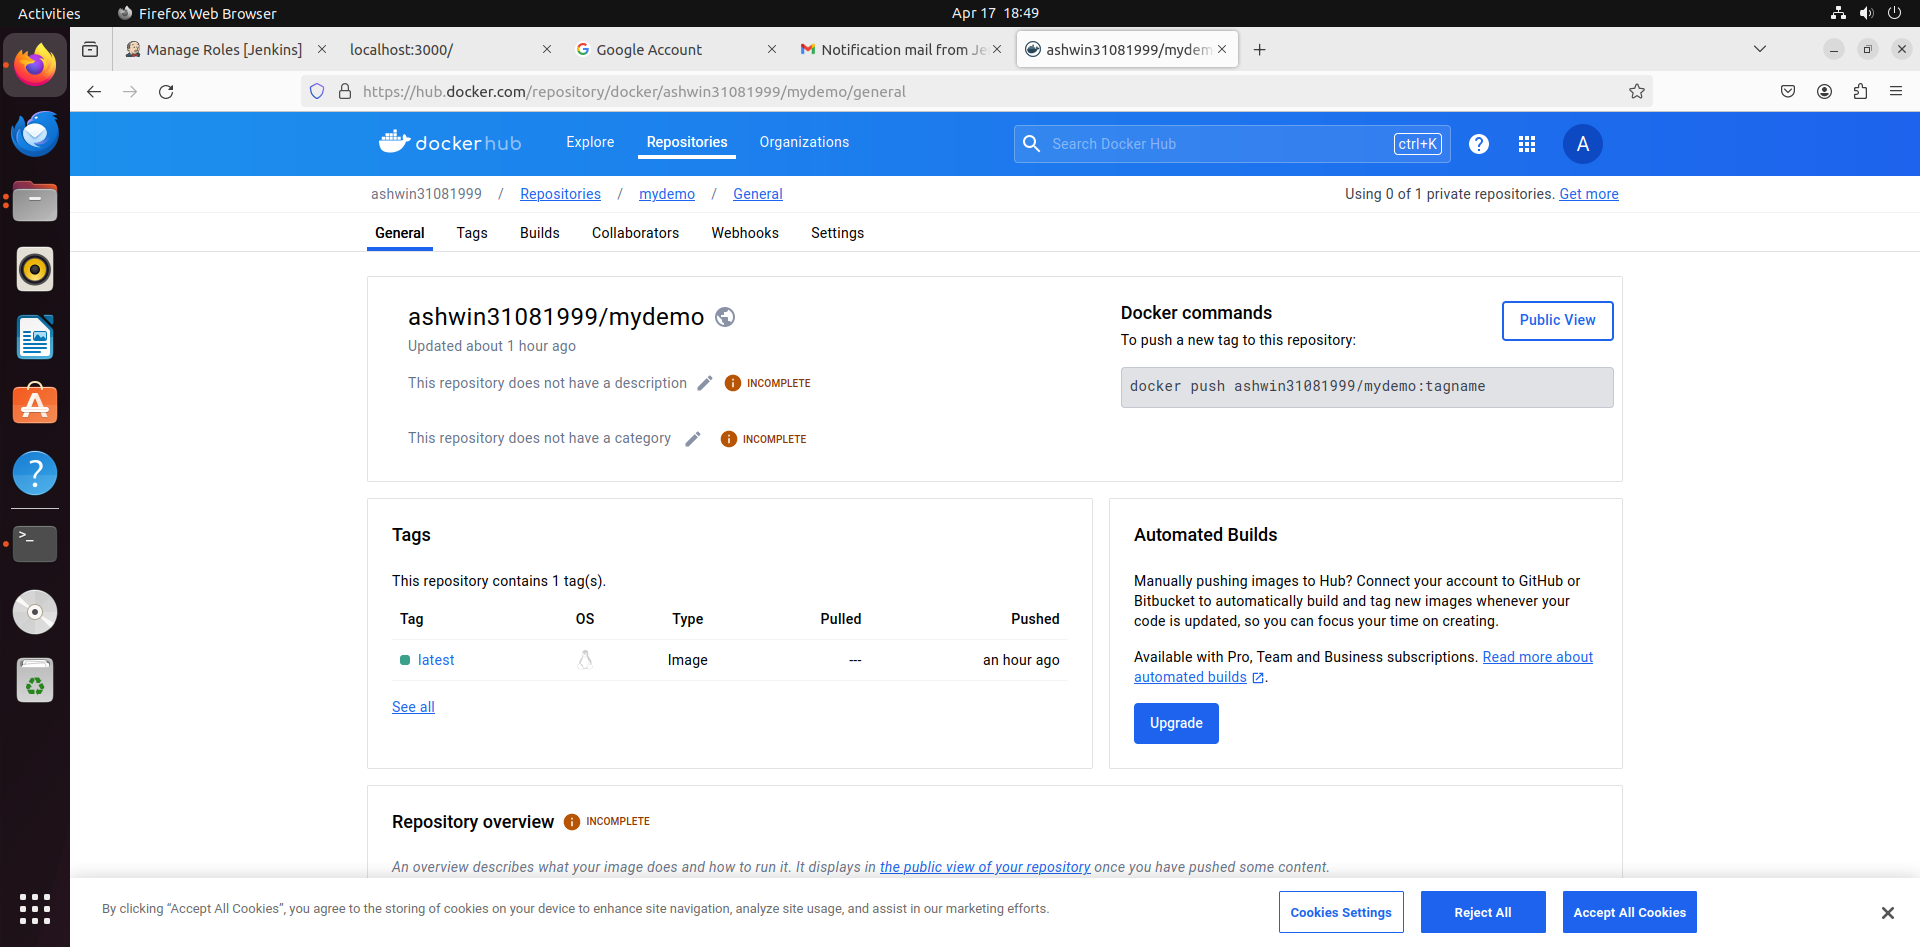 Activities
Firefox Web Browser
Apr 17 18:49
Manage Roles [Jenkins]
localhost:3000/
Google Account
Notification mail from Je
ashwin31081999/mydem
https://hub.docker.com/repository/docker/ashwin31081999/mydemo/general
dockerhub
Explore
Repositories
Organizations
Search Docker Hub
ctrl+K
A
ashwin31081999 / Repositories / mydemo / General
Using 0 of 1 private repositories. Get more
General
Tags
Builds
Collaborators
Webhooks
Settings
ashwin31081999/mydemo
Updated about 1 hour ago
This repository does not have a description
INCOMPLETE
This repository does not have a category
INCOMPLETE
Docker commands
To push a new tag to this repository:
Public View
docker push ashwin31081999/mydemo:tagname
Tags
This repository contains 1 tag(s).
Tag OS Type Pulled Pushed
latest Image --- an hour ago
See all
Automated Builds
Manually pushing images to Hub? Connect your account to GitHub or
Bitbucket to automatically build and tag new images whenever your
code is updated, so you can focus your time on creating.
Available with Pro, Team and Business subscriptions. Read more about
automated builds.
Upgrade
Repository overview
INCOMPLETE
An overview describes what your image does and how to run it. It displays in the public view of your repository once you have pushed some content.
By clicking “Accept All Cookies”, you agree to the storing of cookies on your device to enhance site navigation, analyze site usage, and assist in our marketing efforts.
Cookies Settings
Reject All
Accept All Cookies